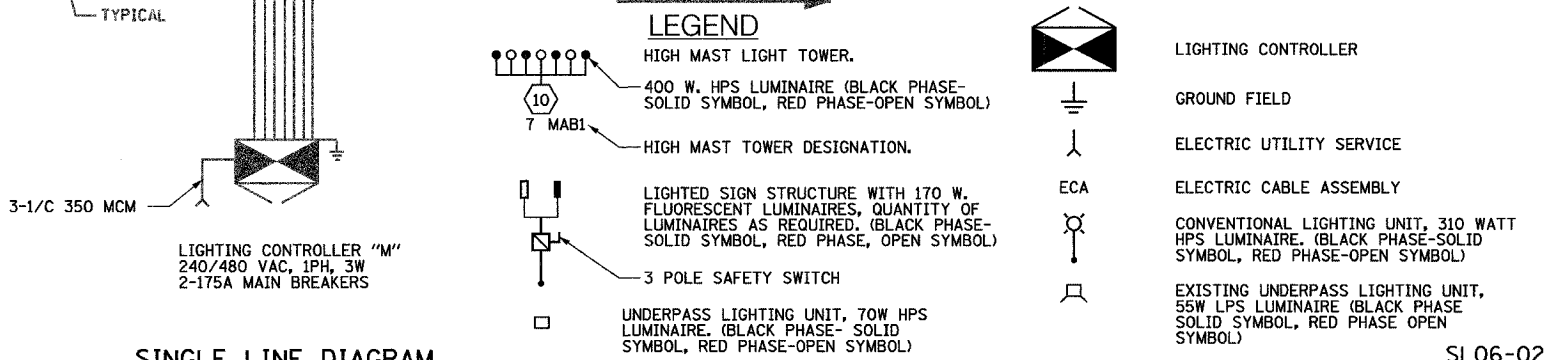 TYPICAL
3-1/C 350 MCM
LIGHTING CONTROLLER "M"
240/480 VAC, 1PH, 3W
2-175A MAIN BREAKERS
SINGLE LINE DIAGRAM
LEGEND
HIGH MAST LIGHT TOWER.
400 W. HPS LUMINAIRE (BLACK PHASE-
SOLID SYMBOL, RED PHASE-OPEN SYMBOL)
10
7 MAB1
HIGH MAST TOWER DESIGNATION.
LIGHTED SIGN STRUCTURE WITH 170 W.
FLUORESCENT LUMINAIRES, QUANTITY OF
LUMINAIRES AS REQUIRED. (BLACK PHASE-
SOLID SYMBOL, RED PHASE, OPEN SYMBOL)
3 POLE SAFETY SWITCH
UNDERPASS LIGHTING UNIT, 70W HPS
LUMINAIRE. (BLACK PHASE- SOLID
SYMBOL, RED PHASE-OPEN SYMBOL)
LIGHTING CONTROLLER
GROUND FIELD
ELECTRIC UTILITY SERVICE
ECA ELECTRIC CABLE ASSEMBLY
CONVENTIONAL LIGHTING UNIT, 310 WATT
HPS LUMINAIRE. (BLACK PHASE-SOLID
SYMBOL, RED PHASE-OPEN SYMBOL)
EXISTING UNDERPASS LIGHTING UNIT,
55W LPS LUMINAIRE (BLACK PHASE
SOLID SYMBOL, RED PHASE OPEN
SYMBOL)
SL06-02